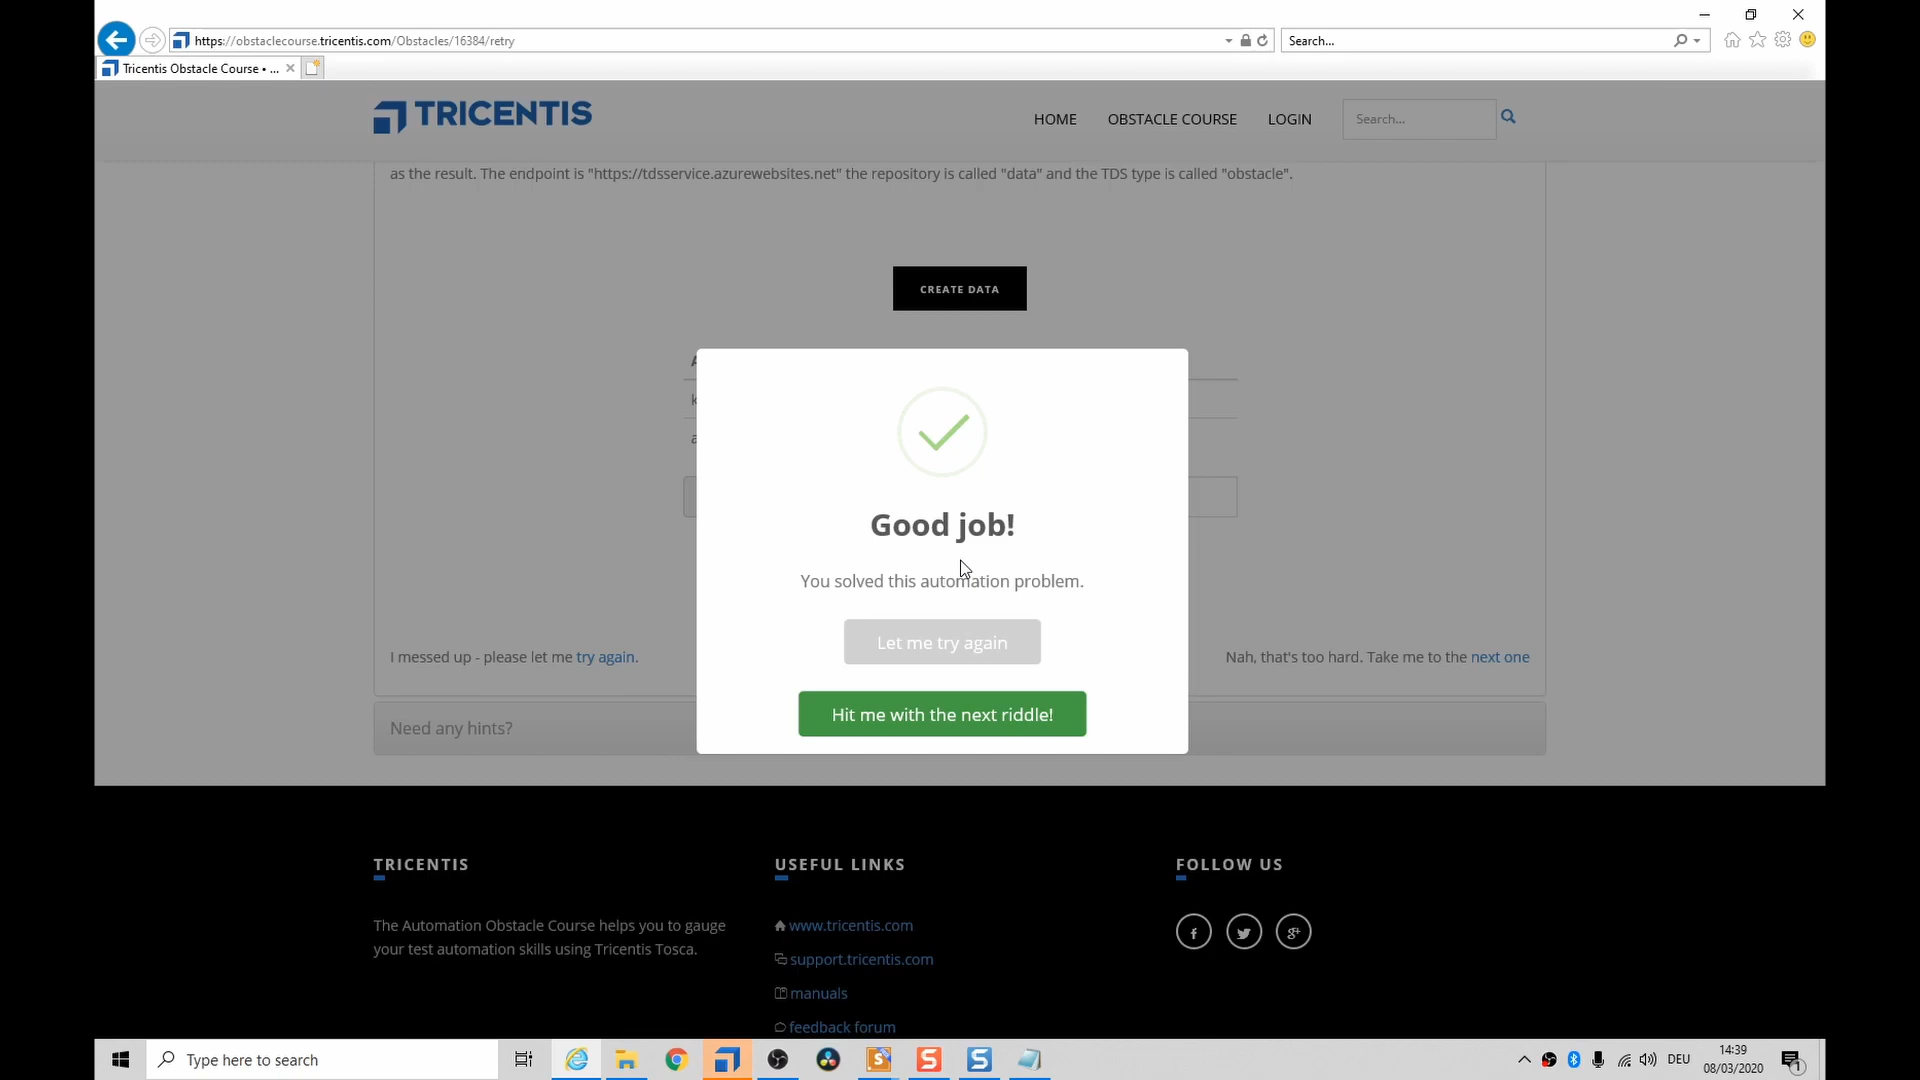 https://obstaclecourse.tricentis.com/Obstacles/16384/retry
Search...
Tricentis Obstacle Course • ...
TRICENTIS
HOME
OBSTACLE COURSE
LOGIN
Search...
as the result. The endpoint is "https://tdsservice.azurewebsites.net" the repository is called "data" and the TDS type is called "obstacle".
CREATE DATA
Good job!
You solved this automation problem.
Let me try again
I messed up - please let me try again.
Nah, that's too hard. Take me to the next one
Hit me with the next riddle!
Need any hints?
TRICENTIS
The Automation Obstacle Course helps you to gauge
your test automation skills using Tricentis Tosca.
USEFUL LINKS
www.tricentis.com
support.tricentis.com
manuals
feedback forum
FOLLOW US
Type here to search
DEU
14:39
08/03/2020
1